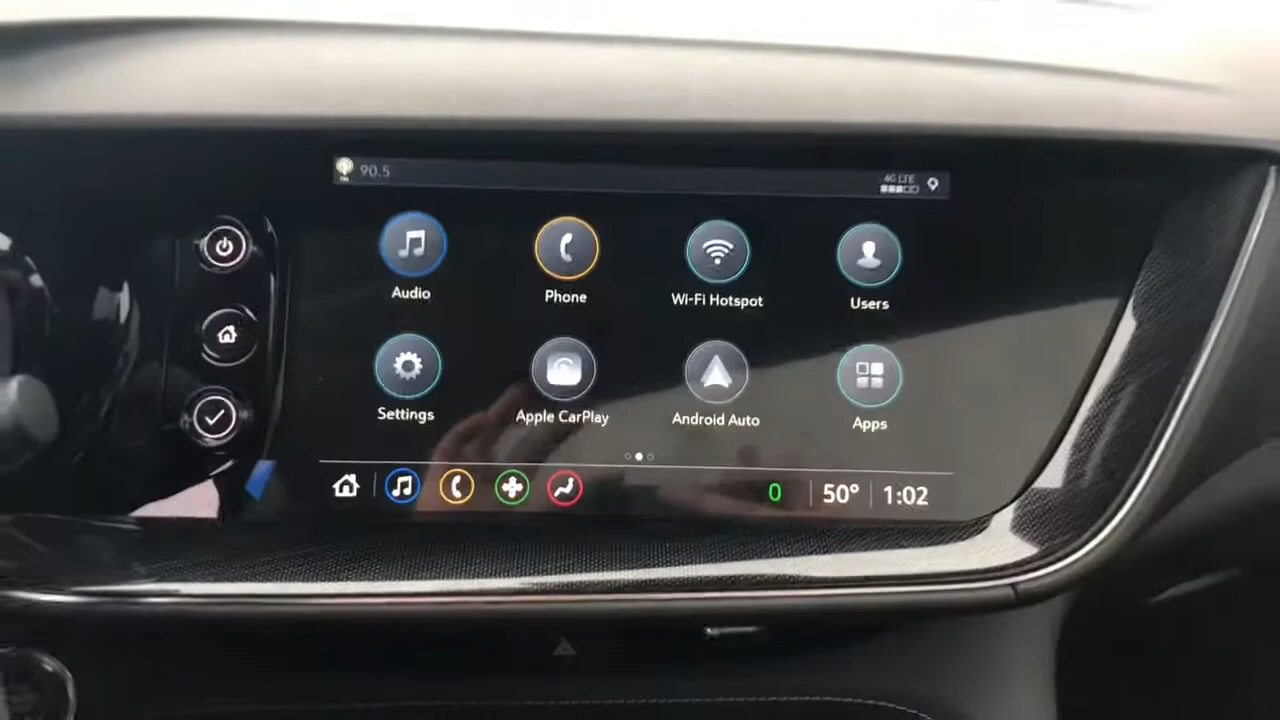 90.5
4G LTE
Audio
Phone
Wi-Fi Hotspot
Users
Settings
Apple CarPlay
Android Auto
Apps
0
50°
1:02